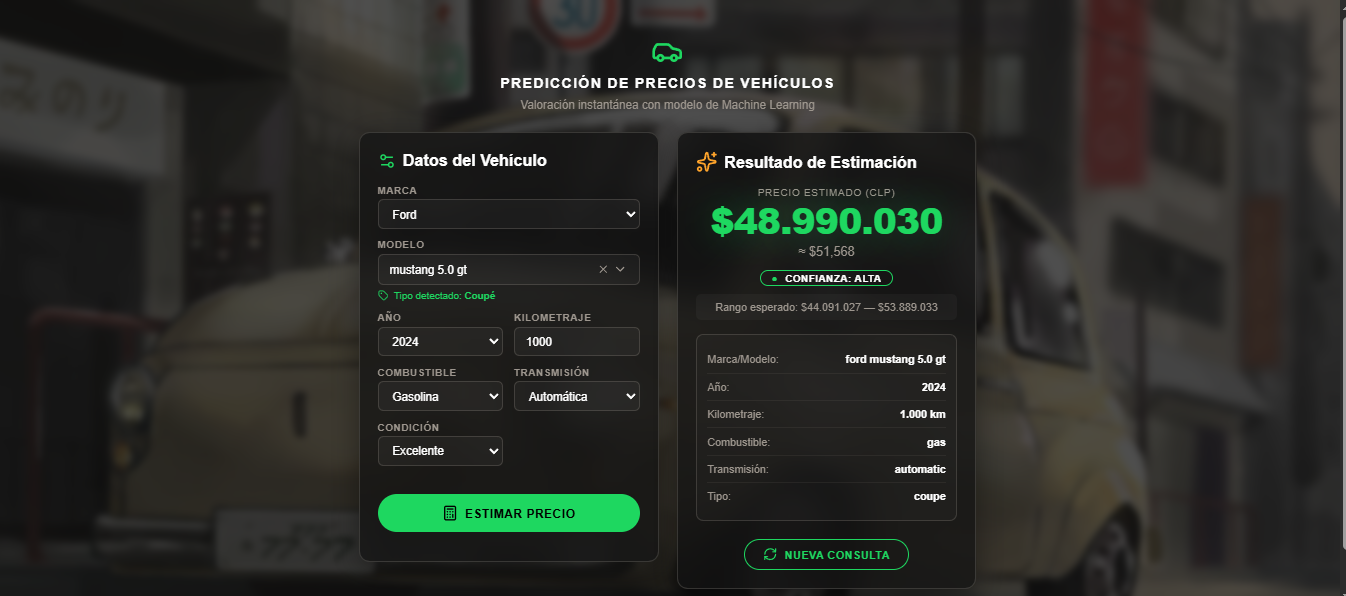 30
みのり
PREDICCIÓN DE PRECIOS DE VEHÍCULOS
Valoración instantánea con modelo de Machine Learning
Datos del Vehículo
MARCA
Ford
MODELO
mustang 5.0 gt
Tipo detectado: Coupé
AÑO KILOMETRAJE
2024 1000
COMBUSTIBLE TRANSMISIÓN
Gasolina Automática
CONDICIÓN
Excelente
ESTIMAR PRECIO
Resultado de Estimación
PRECIO ESTIMADO (CLP)
$48.990.030
≈ $51,568
CONFIANZA: ALTA
Rango esperado: $44.091.027 — $53.889.033
Marca/Modelo: ford mustang 5.0 gt
Año: 2024
Kilometraje: 1.000 km
Combustible: gas
Transmisión: automatic
Tipo: coupe
NUEVA CONSULTA